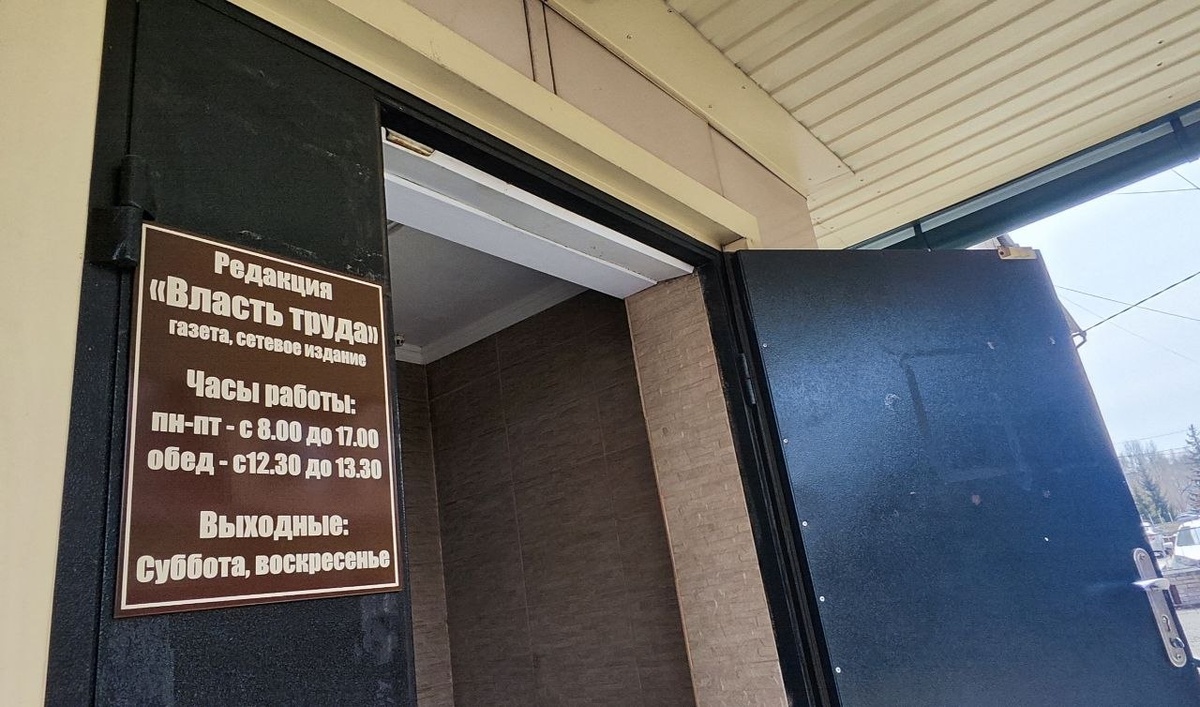 Редакция
«Власть труда»
газета, сетевое издание
Часы работы:
пн-пт - с 8.00 до 17.00
обед - с12.30 до 13.30
Выходные:
Суббота, воскресенье